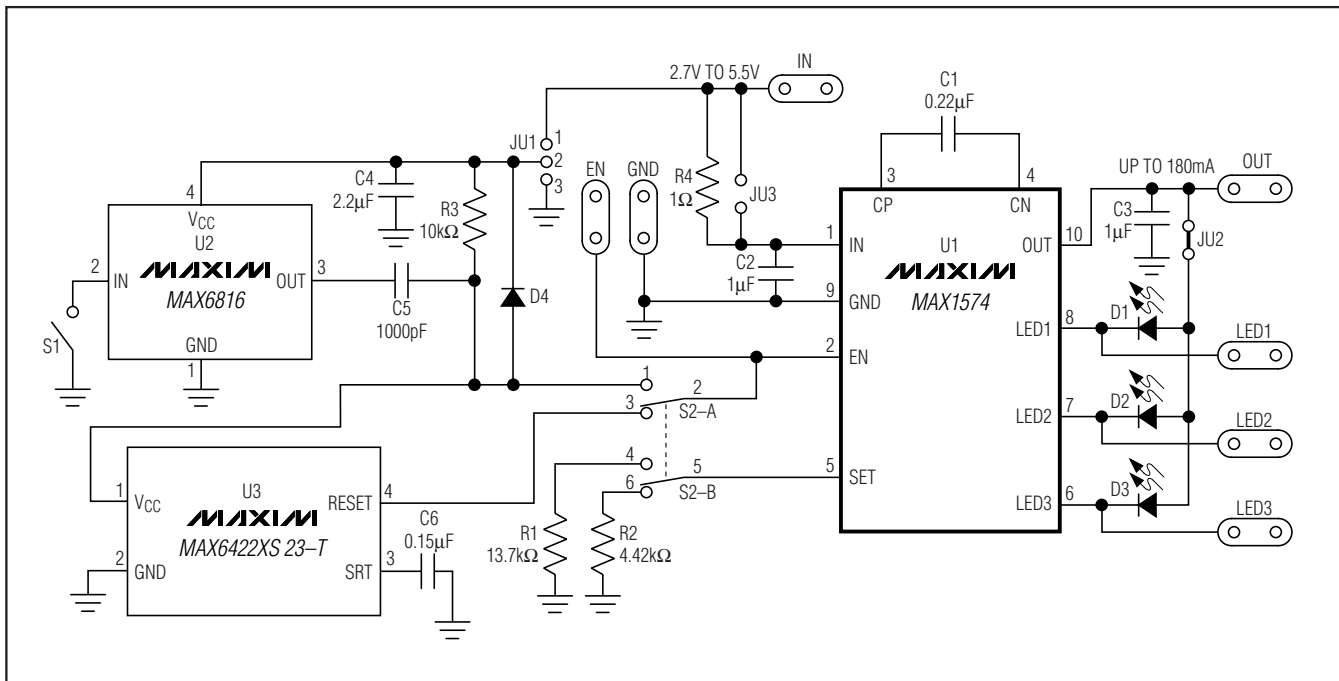 2.7V TO 5.5V
IN
C1
0.22µF
JU1
1
2
3
EN
GND
R4
1Ω
JU3
3
4
CP
CN
UP TO 180mA
OUT
4
VCC
U2
MAXIM
MAX6816
2
IN
OUT
3
GND
1
S1
C4
2.2µF
R3
10kΩ
C5
1000pF
D4
1
IN
U1
MAXIM
MAX1574
OUT
10
C3
1µF
JU2
C2
1µF
9
GND
2
EN
LED1
8
D1
LED1
LED2
7
D2
LED2
5
SET
LED3
6
D3
LED3
1
2
3
S2–A
4
5
6
S2–B
1
VCC
U3
MAXIM
MAX6422XS 23–T
RESET
4
2
GND
SRT
3
C6
0.15µF
R1
13.7kΩ
R2
4.42kΩ